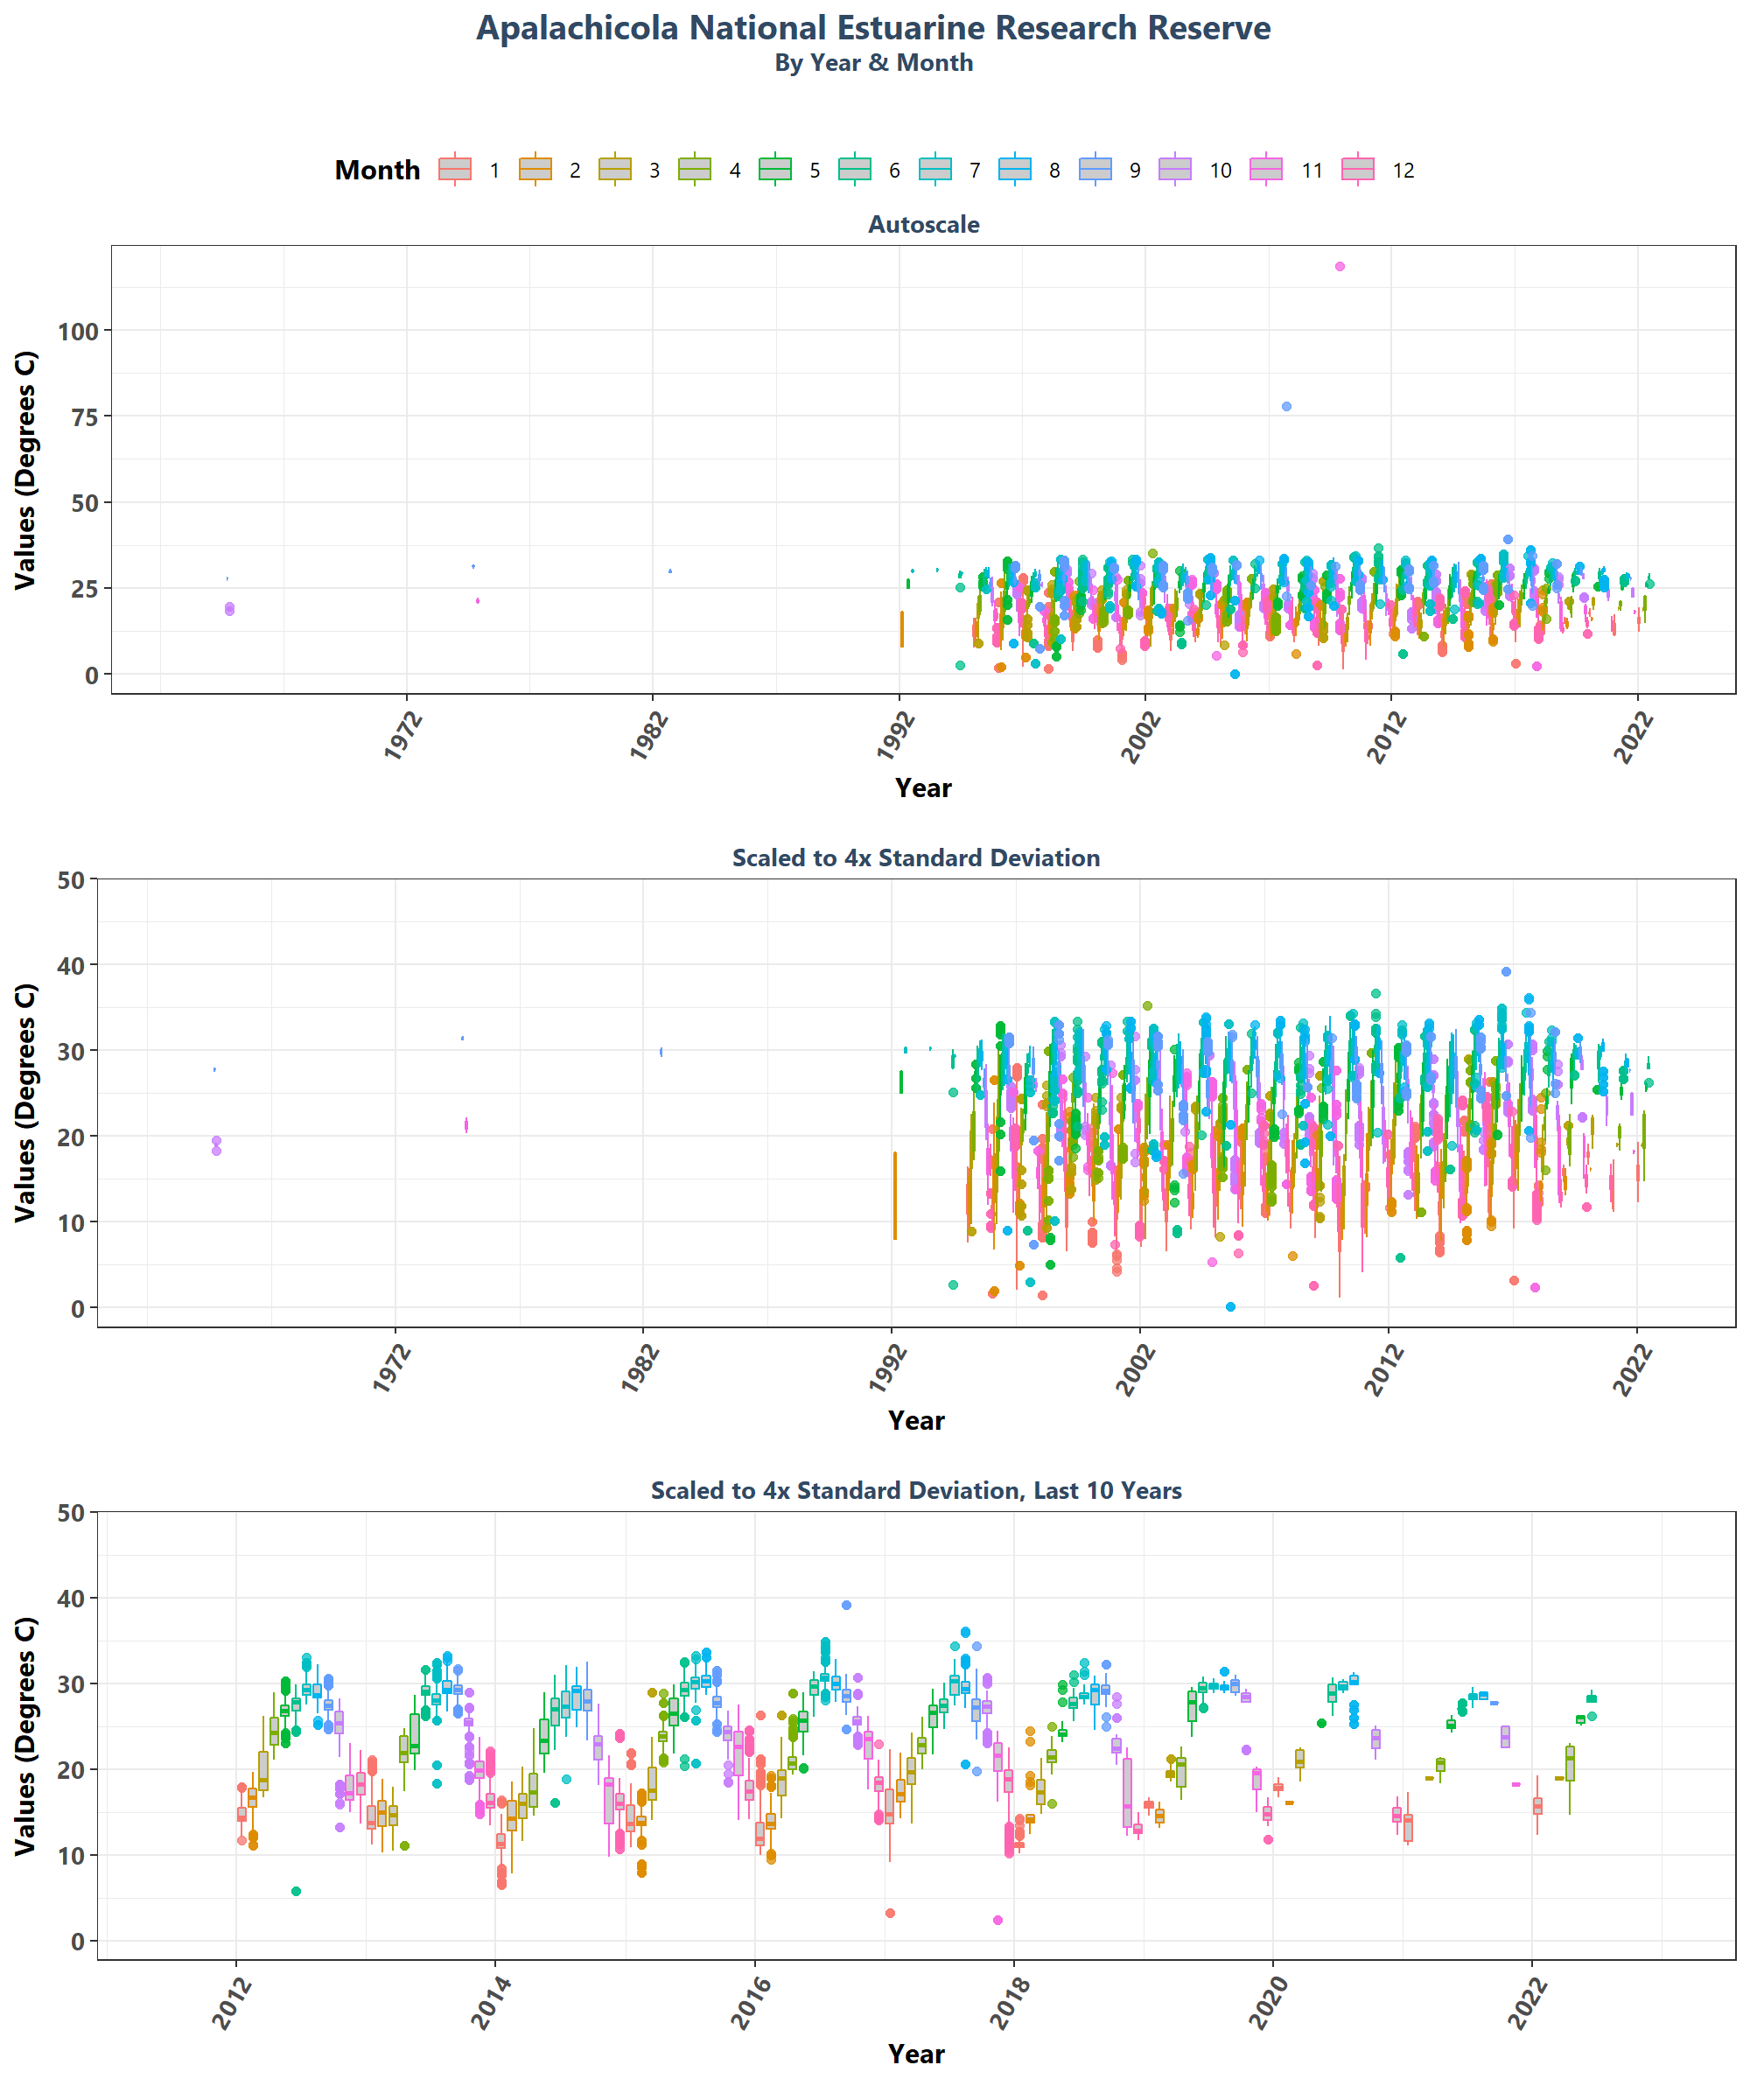 Apalachicola National Estuarine Research Reserve
By Year & Month
Month 1 2 3 4 5 6 7 8 9 10 11 12
Autoscale
Values (Degrees C)
100
75
50
25
0
1972 1982 1992 2002 2012 2022
Year
Scaled to 4x Standard Deviation
Values (Degrees C)
50
40
30
20
10
0
1972 1982 1992 2002 2012 2022
Year
Scaled to 4x Standard Deviation, Last 10 Years
Values (Degrees C)
50
40
30
20
10
0
2012 2014 2016 2018 2020 2022
Year